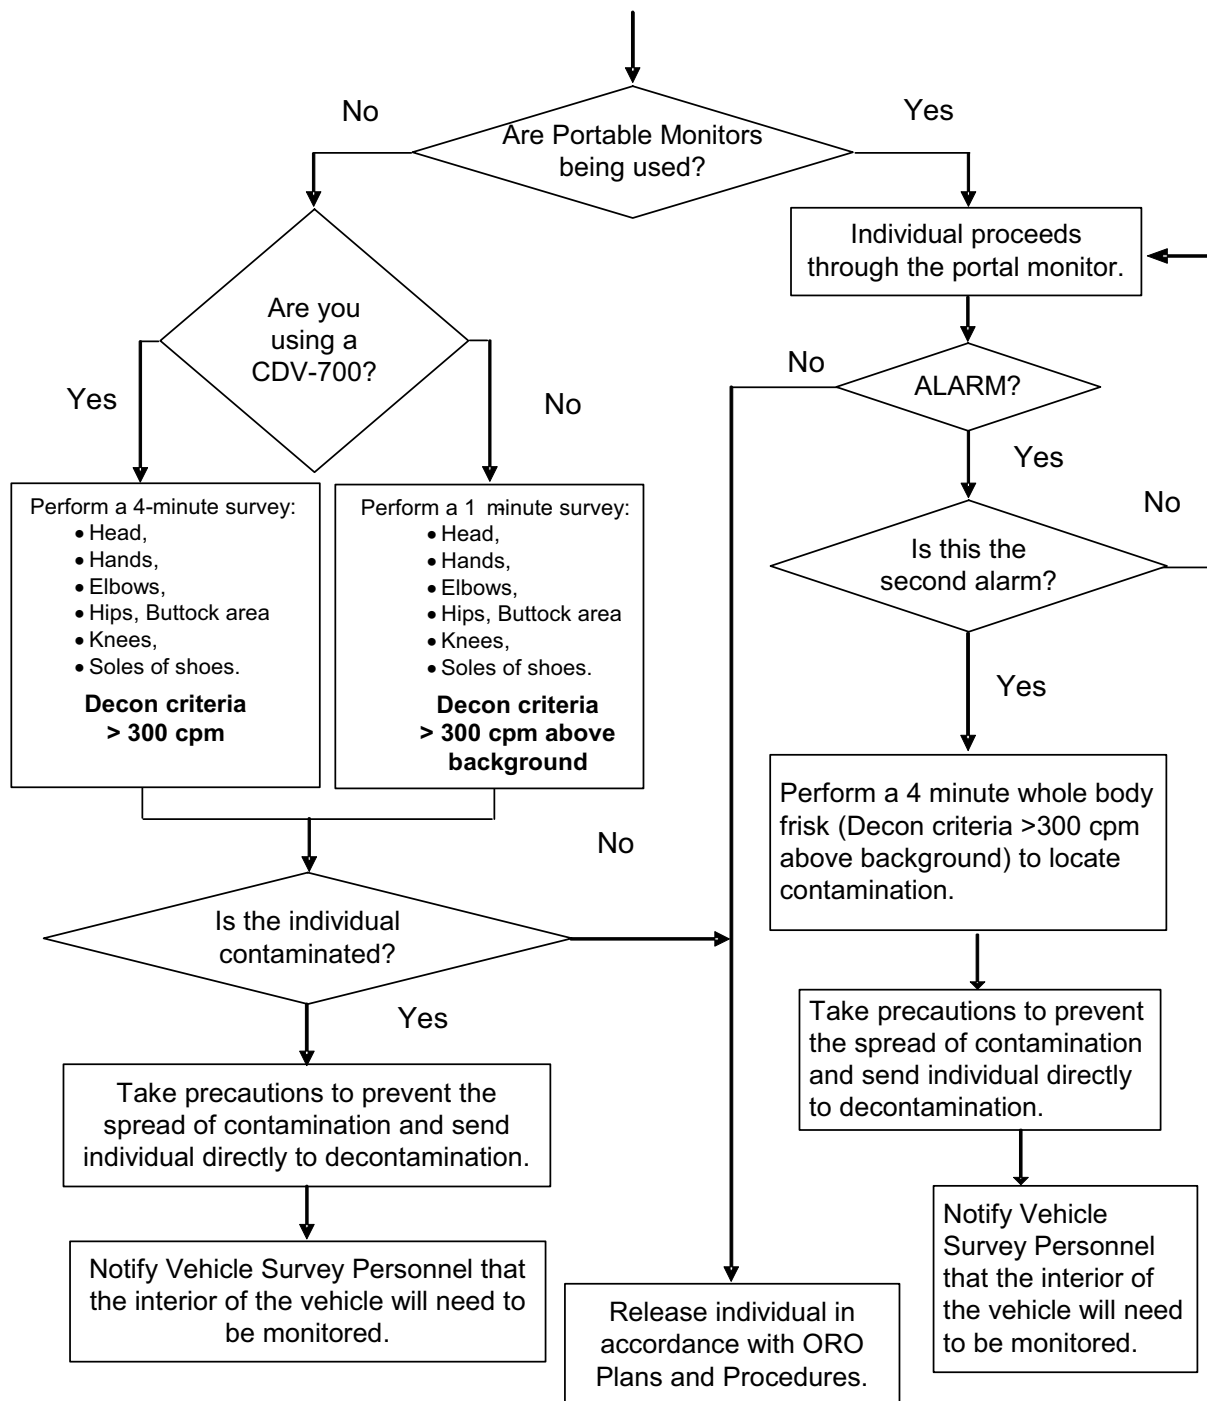 No
Yes
Are Portable Monitors
being used?
Individual proceeds
through the portal monitor.
Are you
using a
CDV-700?
No
ALARM?
Yes
No
Yes
No
Perform a 4-minute survey:
• Head,
• Hands,
• Elbows,
• Hips, Buttock area
• Knees,
• Soles of shoes.
Decon criteria
> 300 cpm
Perform a 1 -minute survey:
• Head,
• Hands,
• Elbows,
• Hips, Buttock area
• Knees,
• Soles of shoes.
Decon criteria
> 300 cpm above
background
Is this the
second alarm?
Yes
Perform a 4 minute whole body
frisk (Decon criteria >300 cpm
above background) to locate
contamination.
No
Is the individual
contaminated?
Yes
Take precautions to prevent
the spread of contamination
and send individual directly
to decontamination.
Take precautions to prevent the
spread of contamination and send
individual directly to decontamination.
Notify Vehicle
Survey Personnel
that the interior of
the vehicle will need
to be monitored.
Notify Vehicle Survey Personnel that
the interior of the vehicle will need to
be monitored.
Release individual in
accordance with ORO
Plans and Procedures.